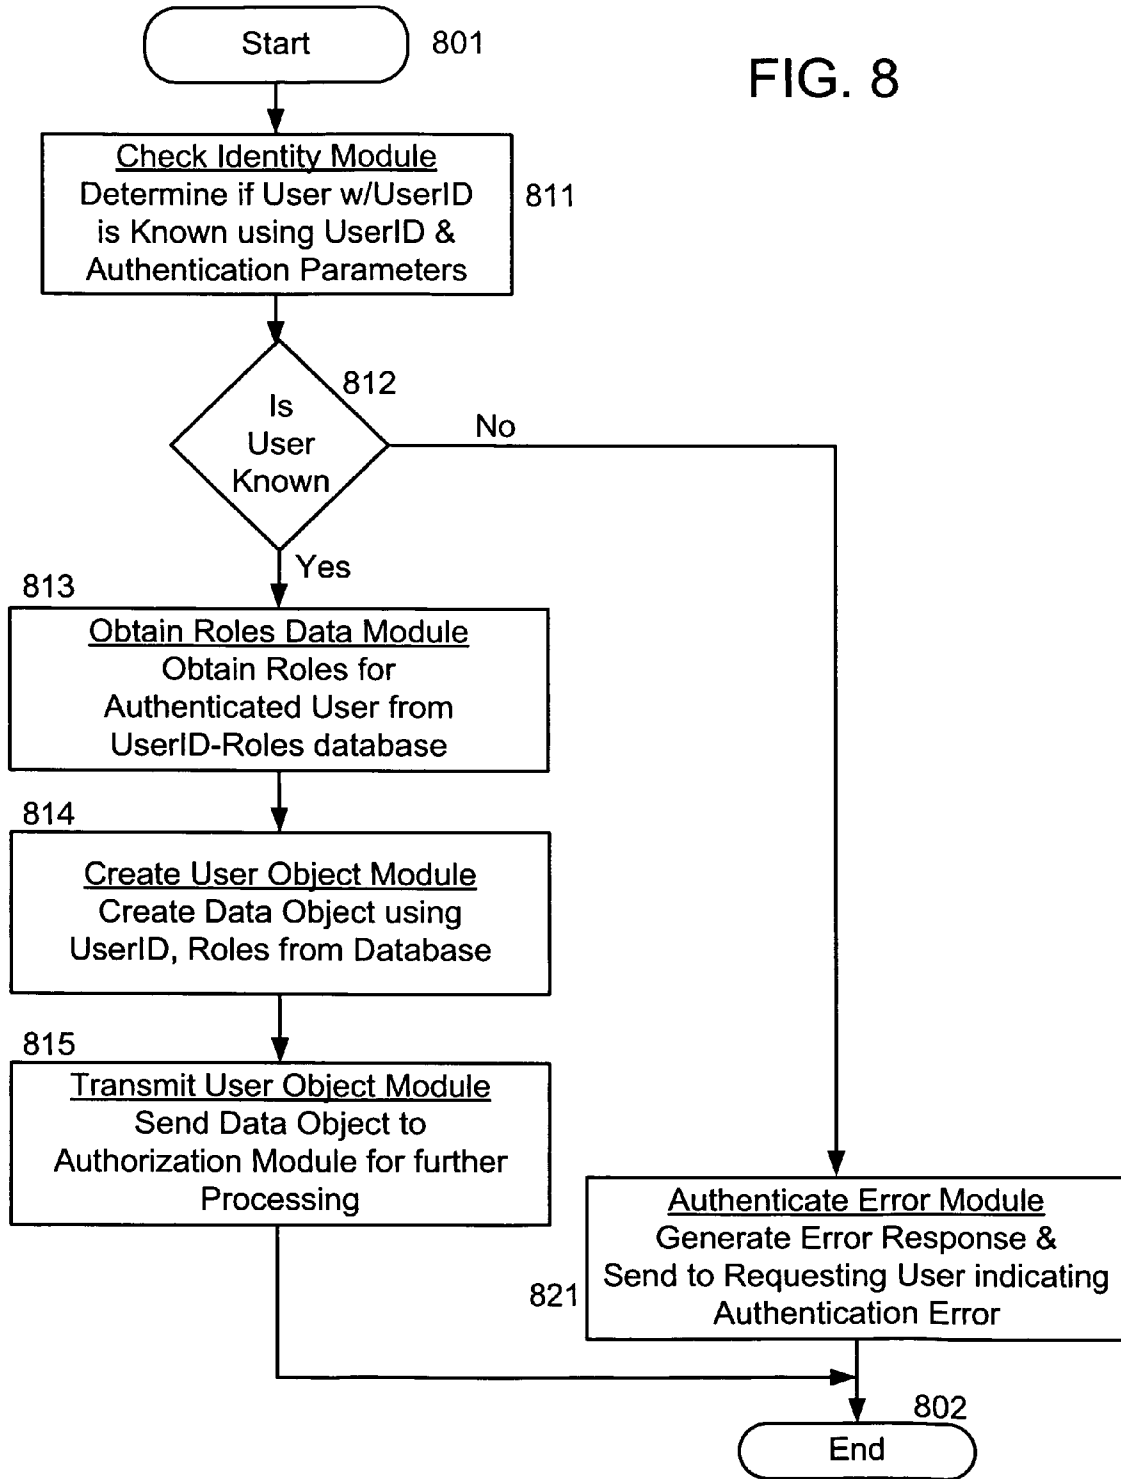 Start
801
FIG. 8
Check Identity Module
Determine if User w/UserID
is Known using UserID &
Authentication Parameters
811
812
Is
User
Known
No
Yes
813
Obtain Roles Data Module
Obtain Roles for
Authenticated User from
UserID-Roles database
814
Create User Object Module
Create Data Object using
UserID, Roles from Database
815
Transmit User Object Module
Send Data Object to
Authorization Module for further
Processing
Authenticate Error Module
Generate Error Response &
Send to Requesting User indicating
Authentication Error
821
802
End